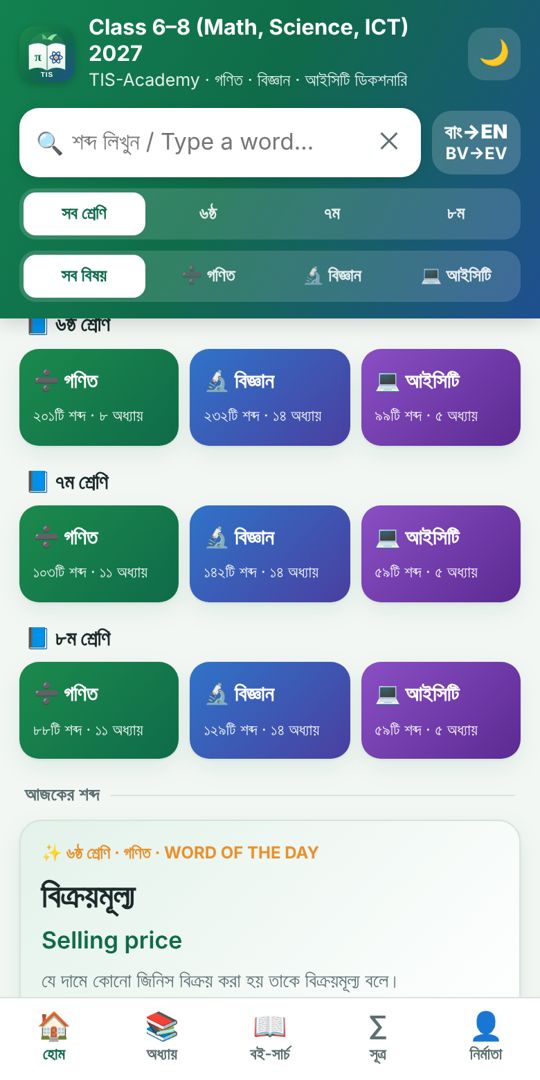 Class 6–8 (Math, Science, ICT)
2027
TIS-Academy · গণিত · বিজ্ঞান · আইসিটি ডিকশনারি
π
TIS
শব্দ লিখুন / Type a word...
বাং→EN
BV→EV
সব শ্রেণি ৬ষ্ঠ ৭ম ৮ম
সব বিষয় ➗ গণিত 🔬 বিজ্ঞান 💻 আইসিটি
📘 ৬ষ্ঠ শ্রেণি
➗ গণিত 🔬 বিজ্ঞান 💻 আইসিটি
২০১টি শব্দ · ৮ অধ্যায় ২৩২টি শব্দ · ১৪ অধ্যায় ৯৯টি শব্দ · ৫ অধ্যায়
📘 ৭ম শ্রেণি
➗ গণিত 🔬 বিজ্ঞান 💻 আইসিটি
১০৩টি শব্দ · ১১ অধ্যায় ১৪২টি শব্দ · ১৪ অধ্যায় ৫৯টি শব্দ · ৫ অধ্যায়
📘 ৮ম শ্রেণি
➗ গণিত 🔬 বিজ্ঞান 💻 আইসিটি
৮৮টি শব্দ · ১১ অধ্যায় ১২৯টি শব্দ · ১৪ অধ্যায় ৫৯টি শব্দ · ৫ অধ্যায়
আজকের শব্দ
✨ ৬ষ্ঠ শ্রেণি · গণিত · WORD OF THE DAY
বিক্রয়মূল্য
Selling price
যে দামে কোনো জিনিস বিক্রয় করা হয় তাকে বিক্রয়মূল্য বলে।
হোম অধ্যায় বই-সার্চ সূত্র নির্মাতা